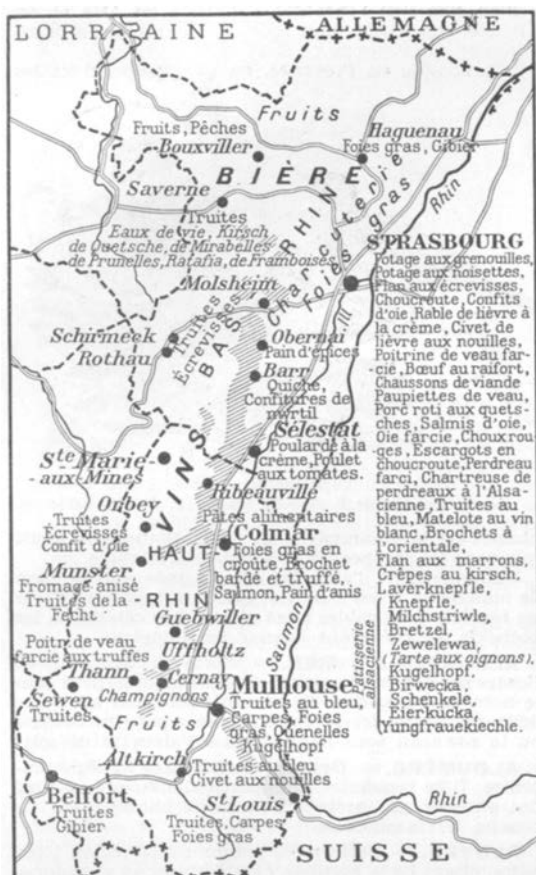 LORRAINE
ALLEMAGNE
Fruits
Fruits, Pêches
Bouxviller
Haguenau
Foies gras, Gibier
BIÈRE
Saverne
Truites
Eaux de vie, Kirsch,
de Quetsche, de Mirabelles
de Prunelles, Ratafia, de Framboises
BAS RHIN
Charcuterie
Foies gras
Rhin
Molsheim
Ill
Schirmeck
Rothau
Truites
Écrevisses
Obernai
Pain d'épices
Barr
Quiche,
Confitures de
myrtil
Sélestat
Poularde à la
crème, Poulet
aux tomates.
STRASBOURG
Potage aux grenouilles,
Potage aux noisettes,
Flan aux écrevisses,
Choucroute, Confits
d'oie, Rable de lièvre à
la crème, Civet de
lièvre aux nouilles,
Poitrine de veau far-
cie, Bœuf au raifort,
Chaussons de viande
Paupiettes de veau,
Porc roti aux quets-
ches, Salmis d'oie,
Oie farcie, Choux rou-
ges, Escargots en
choucroute, Perdreau
farci, Chartreuse de
perdreaux à l'Alsa-
cienne, Truites au
bleu, Matelote au vin
blanc, Brochets à
l'orientale,
Flan aux marrons,
Crêpes au kirsch,
Pâtisserie
alsacienne
Laverknepfle,
Knepfle,
Milchstriwle,
Bretzel,
Zewelewai,
(Tarte aux oignons),
Kugelhopf,
Birwecka,
Schenkele,
Eierkücka,
Yungfrauekiechle.
VINS
Ste Marie
-aux Mines
Ribeauville
Orbey
Truites
Écrevisses
Confit d'oie
Pâtes alimentaires
Colmar
Foies gras en
croûte, Brochet
bardé et truffé,
Salmon, Pain d'anis
HAUT
-RHIN
Munster
Fromage anisé
Truites de la
Fecht
Guebwiller
Uffholtz
Poitr. de veau
farcie aux truffes
Thann
Cernay
Champignons
Sewen
Truites
Saumon
Mulhouse
Truites au bleu,
Carpes, Foies
gras, Quenelles
Kugelhopf
Fruits
Altkirch
Truites au bleu
Civet aux nouilles
Belfort
Truites
Gibier
St Louis
Truites, Carpes
Foies gras
Rhin
SUISSE